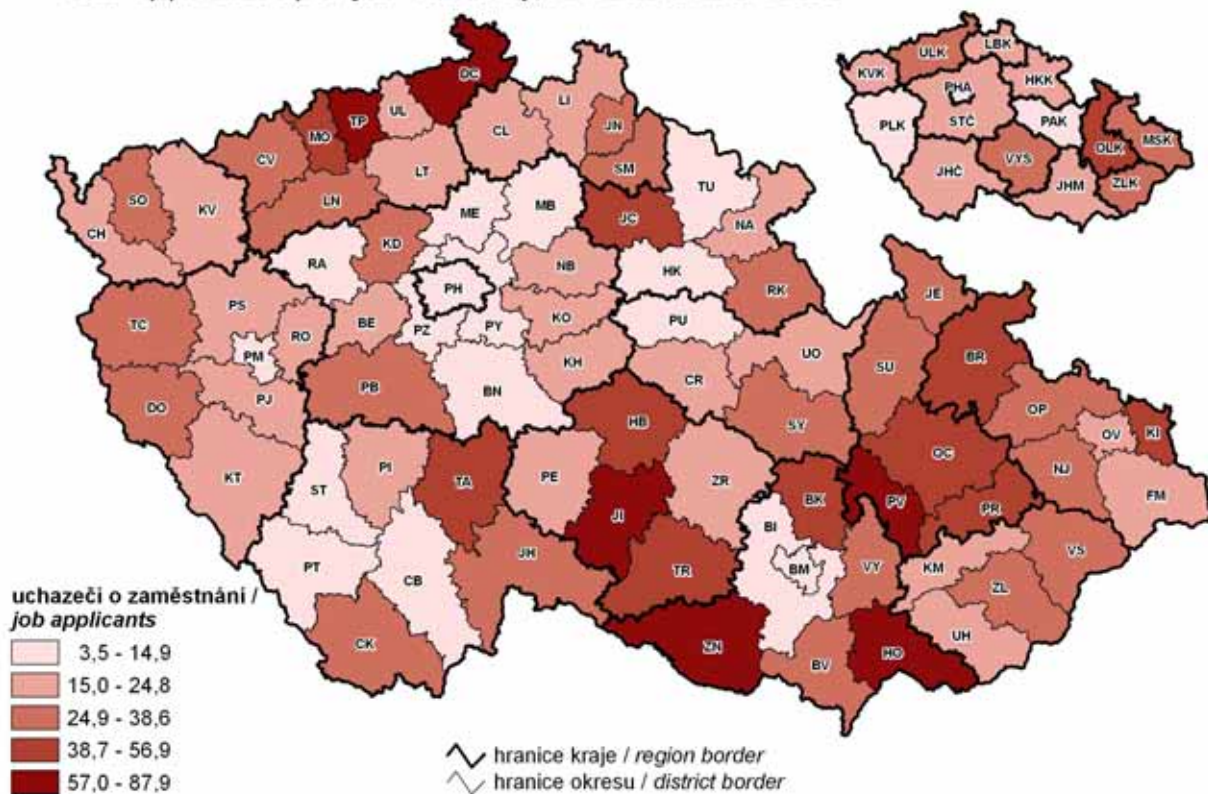 DC
LI
UL
TP
MO
CL
JN
CV
LT
SM
TU
SO
KV
LN
ME
MB
JC
NA
CH
KD
RA
NB
HK
PH
RK
JE
TC
PS
RO
BE
PZ
PY
KO
PU
PM
UO
SU
BR
PB
BN
KH
CR
DO
PJ
OP
HB
SY
OV
KI
KT
ST
PI
TA
PE
ZR
OC
NJ
BK
PV
PR
FM
JI
BI
PT
CB
JH
TR
BM
VY
KM
VS
ZL
CK
ZN
BV
HO
UH
ULK
LBK
KVK
HKK
PHA
STČ
PLK
PAK
OLK
MSK
VYS
JHČ
JHM
ZLK
uchazeči o zaměstnání /
job applicants
3,5 - 14,9
15,0 - 24,8
24,9 - 38,6
38,7 - 56,9
57,0 - 87,9
hranice kraje / region border
hranice okresu / district border